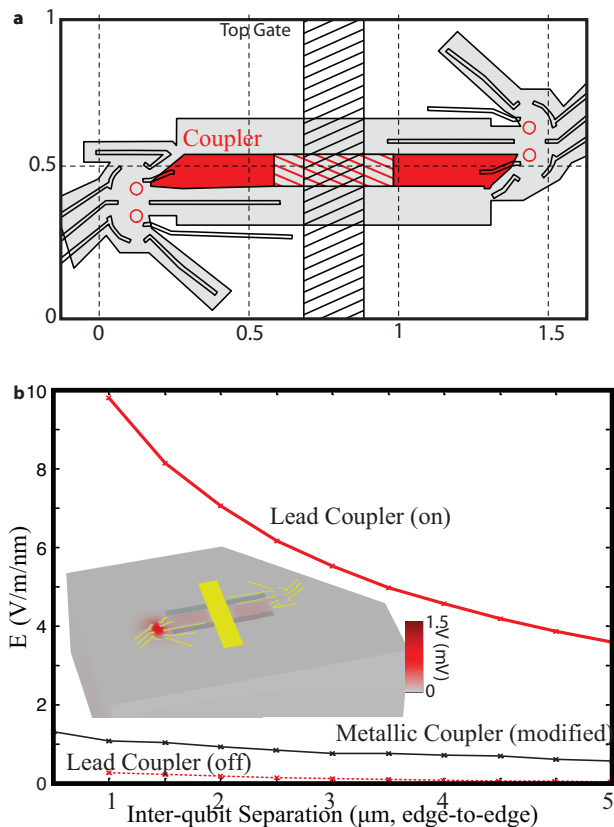 a
1
Top Gate
Coupler
0.5
0
0
0.5
1
1.5
b
10
8
6
4
2
0
E (V/m/nm)
Lead Coupler (on)
1.5
V (mV)
0
Metallic Coupler (modified)
Lead Coupler (off)
1
2
3
4
5
Inter-qubit Separation (μm, edge-to-edge)